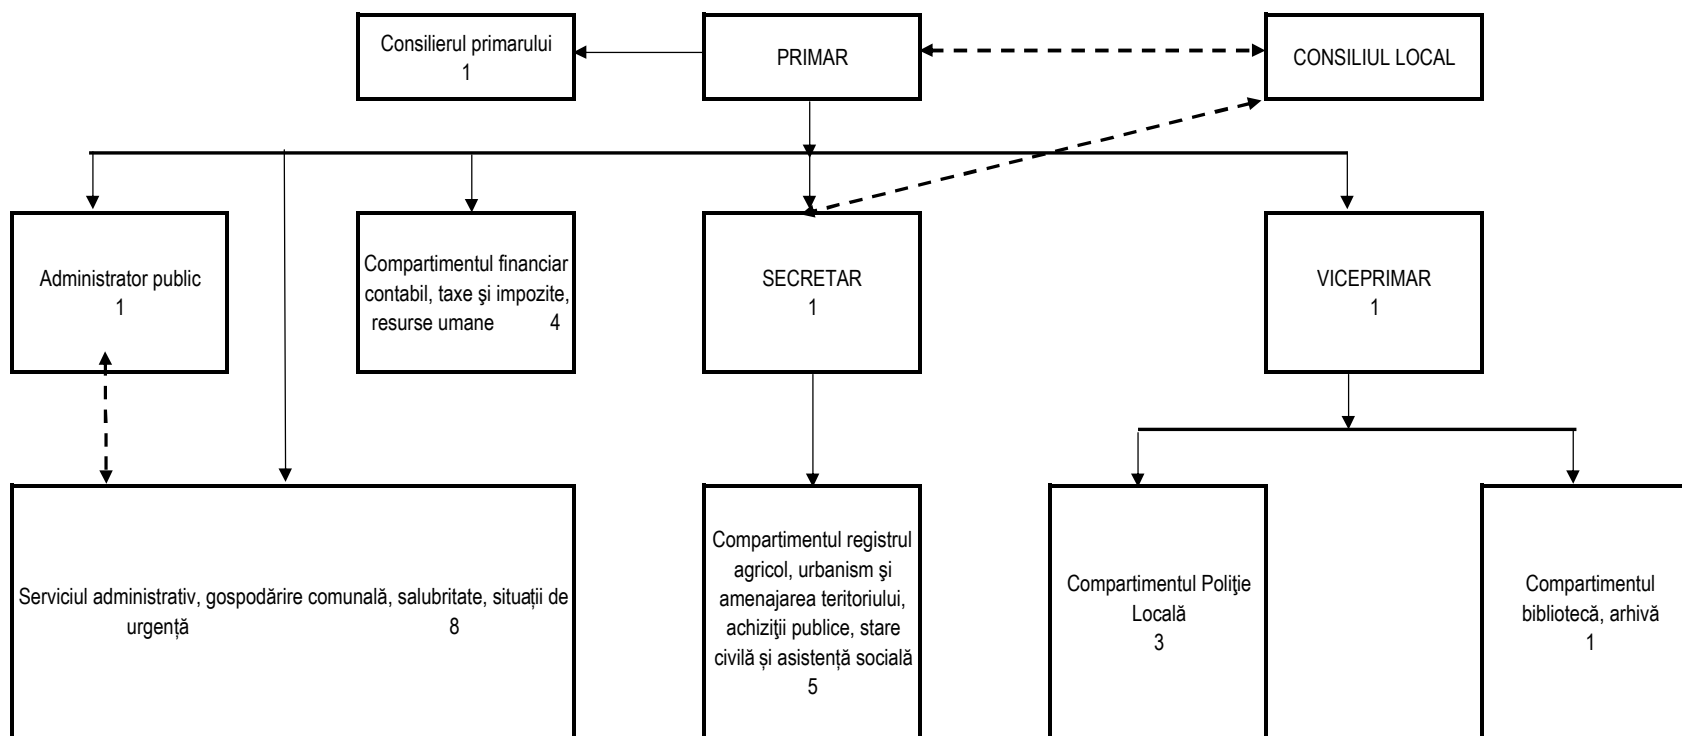 Consilierul primarului
1
PRIMAR
CONSILIUL LOCAL
Administrator public
1
Compartimentul financiar
contabil, taxe şi impozite,
resurse umane 4
SECRETAR
1
VICEPRIMAR
1
Serviciul administrativ, gospodărire comunală, salubritate, situații de
urgență 8
Compartimentul registrul
agricol, urbanism şi
amenajarea teritoriului,
achiziţii publice, stare
civilă și asistență socială
5
Compartimentul Poliţie
Locală
3
Compartimentul
bibliotecă, arhivă
1